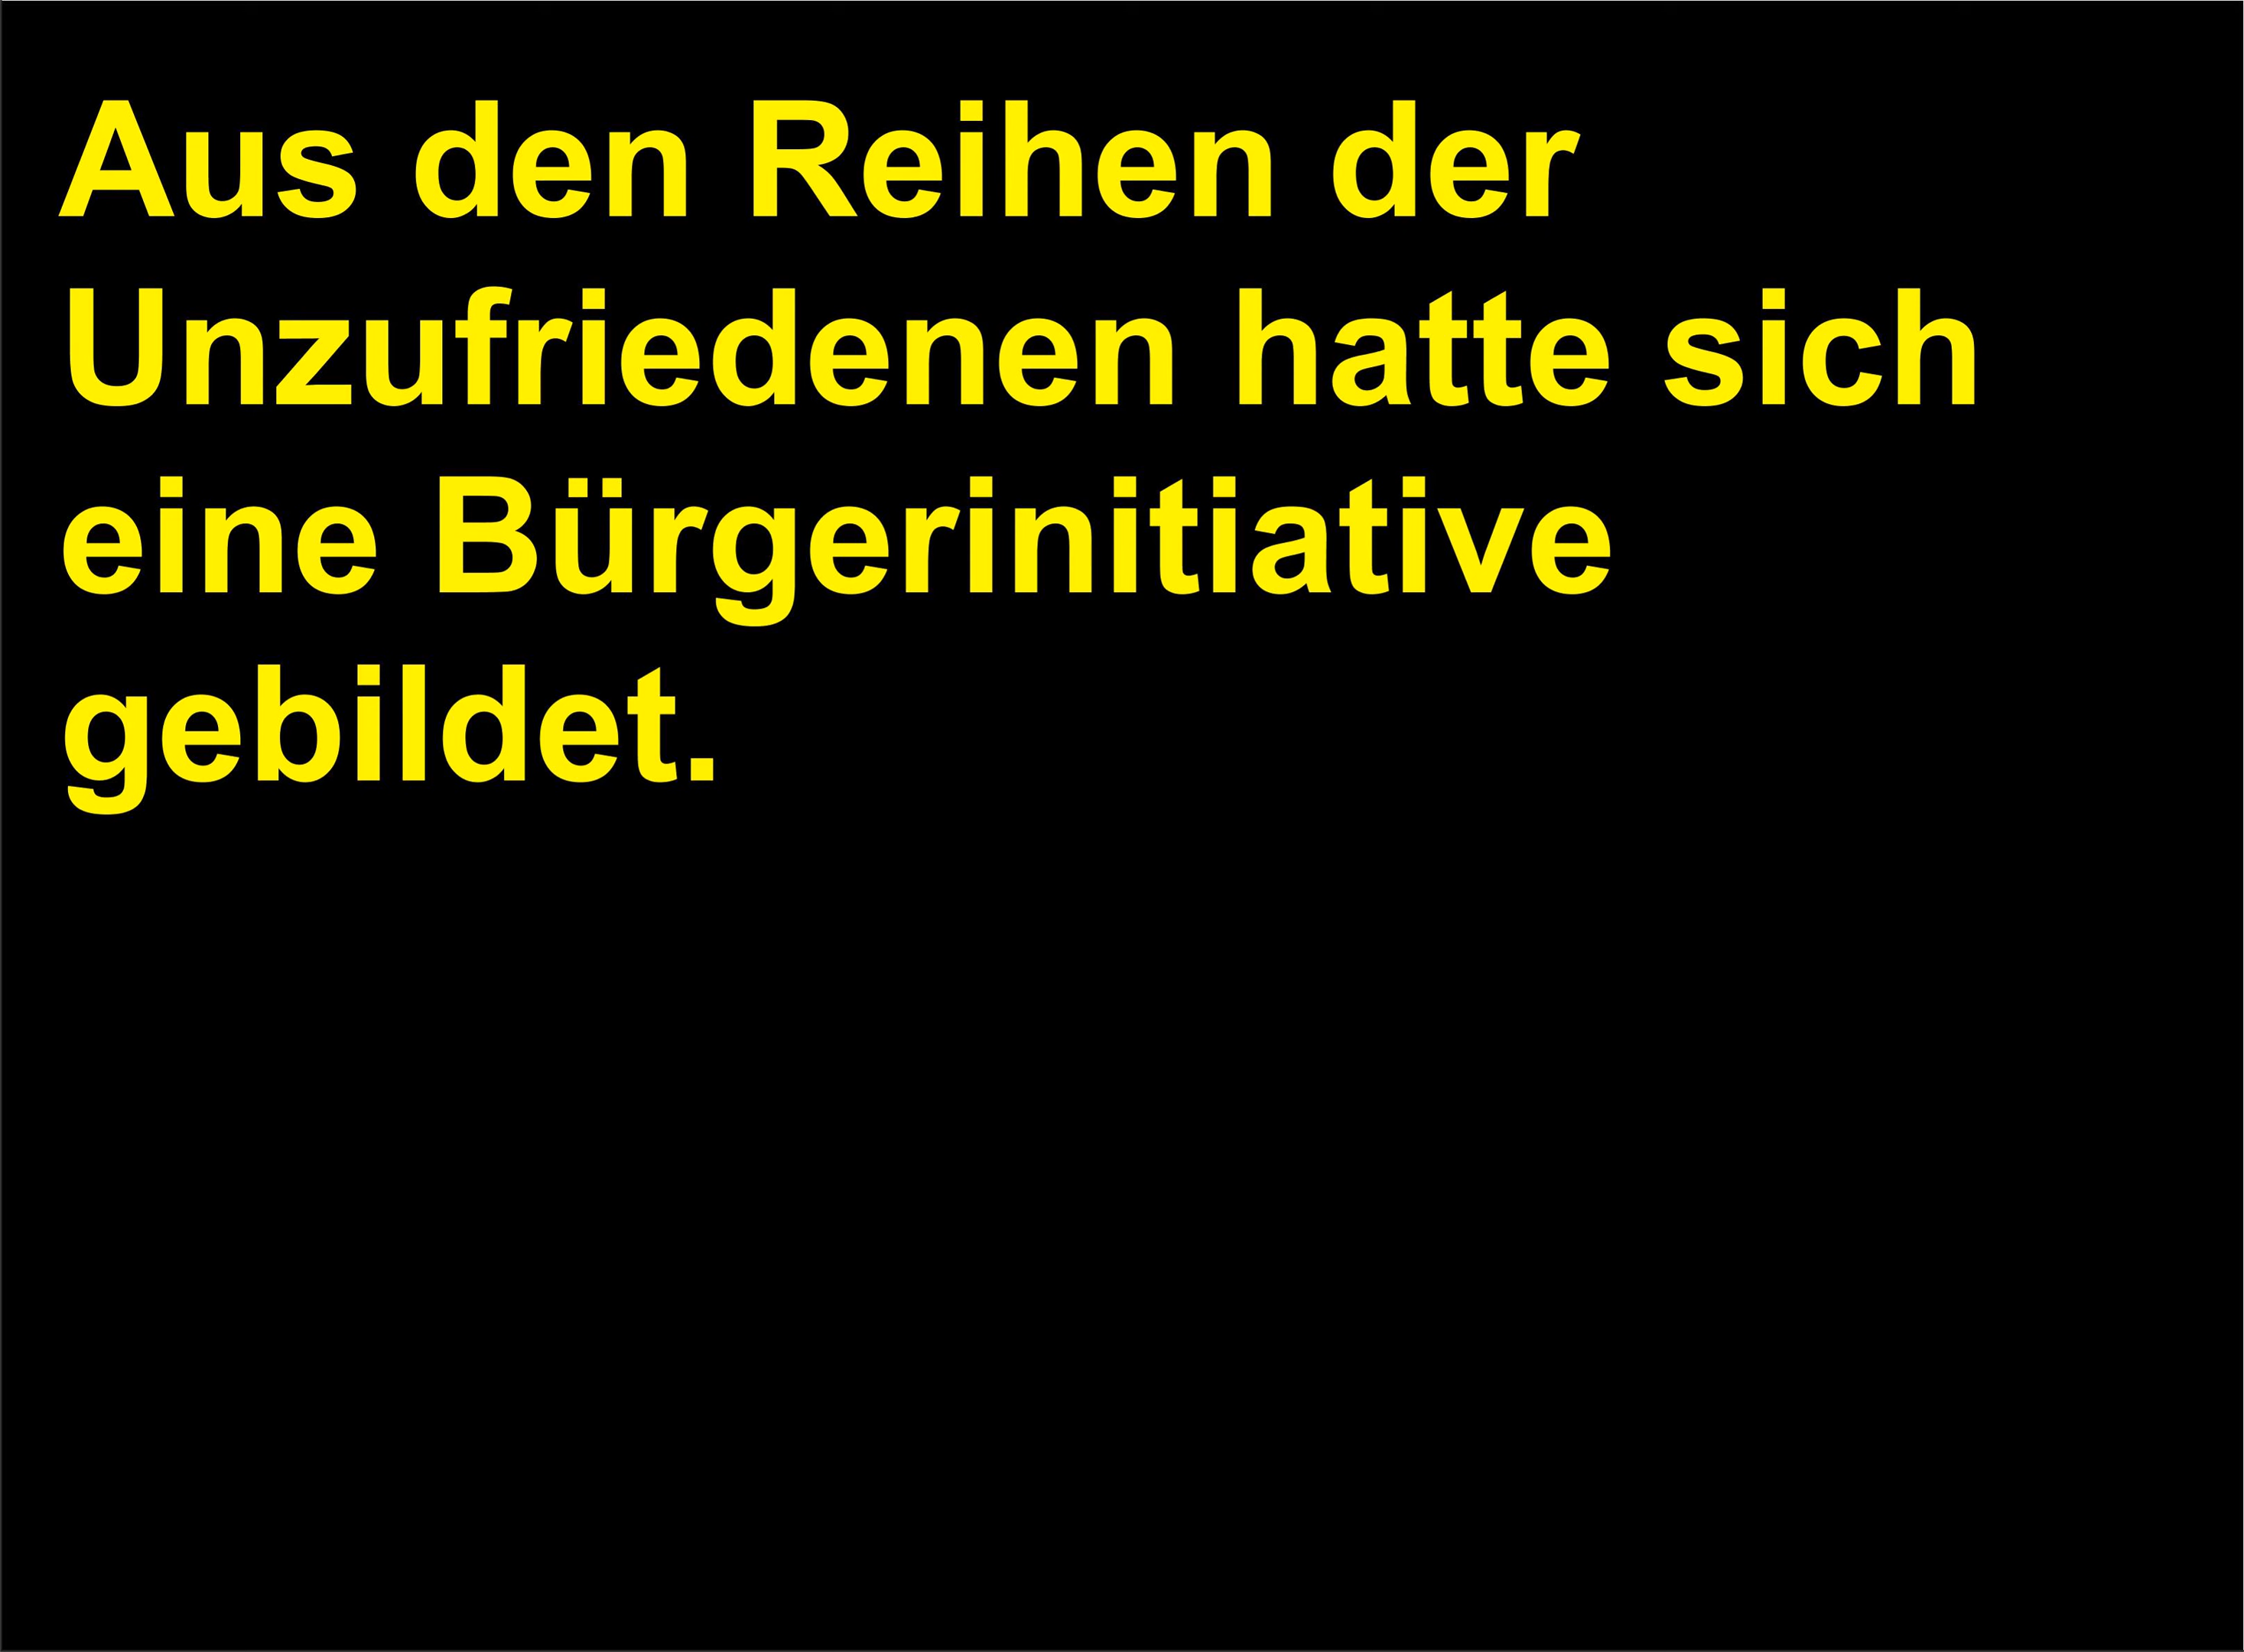 Aus den Reihen der
Unzufriedenen hatte sich
eine Bürgerinitiative
gebildet.